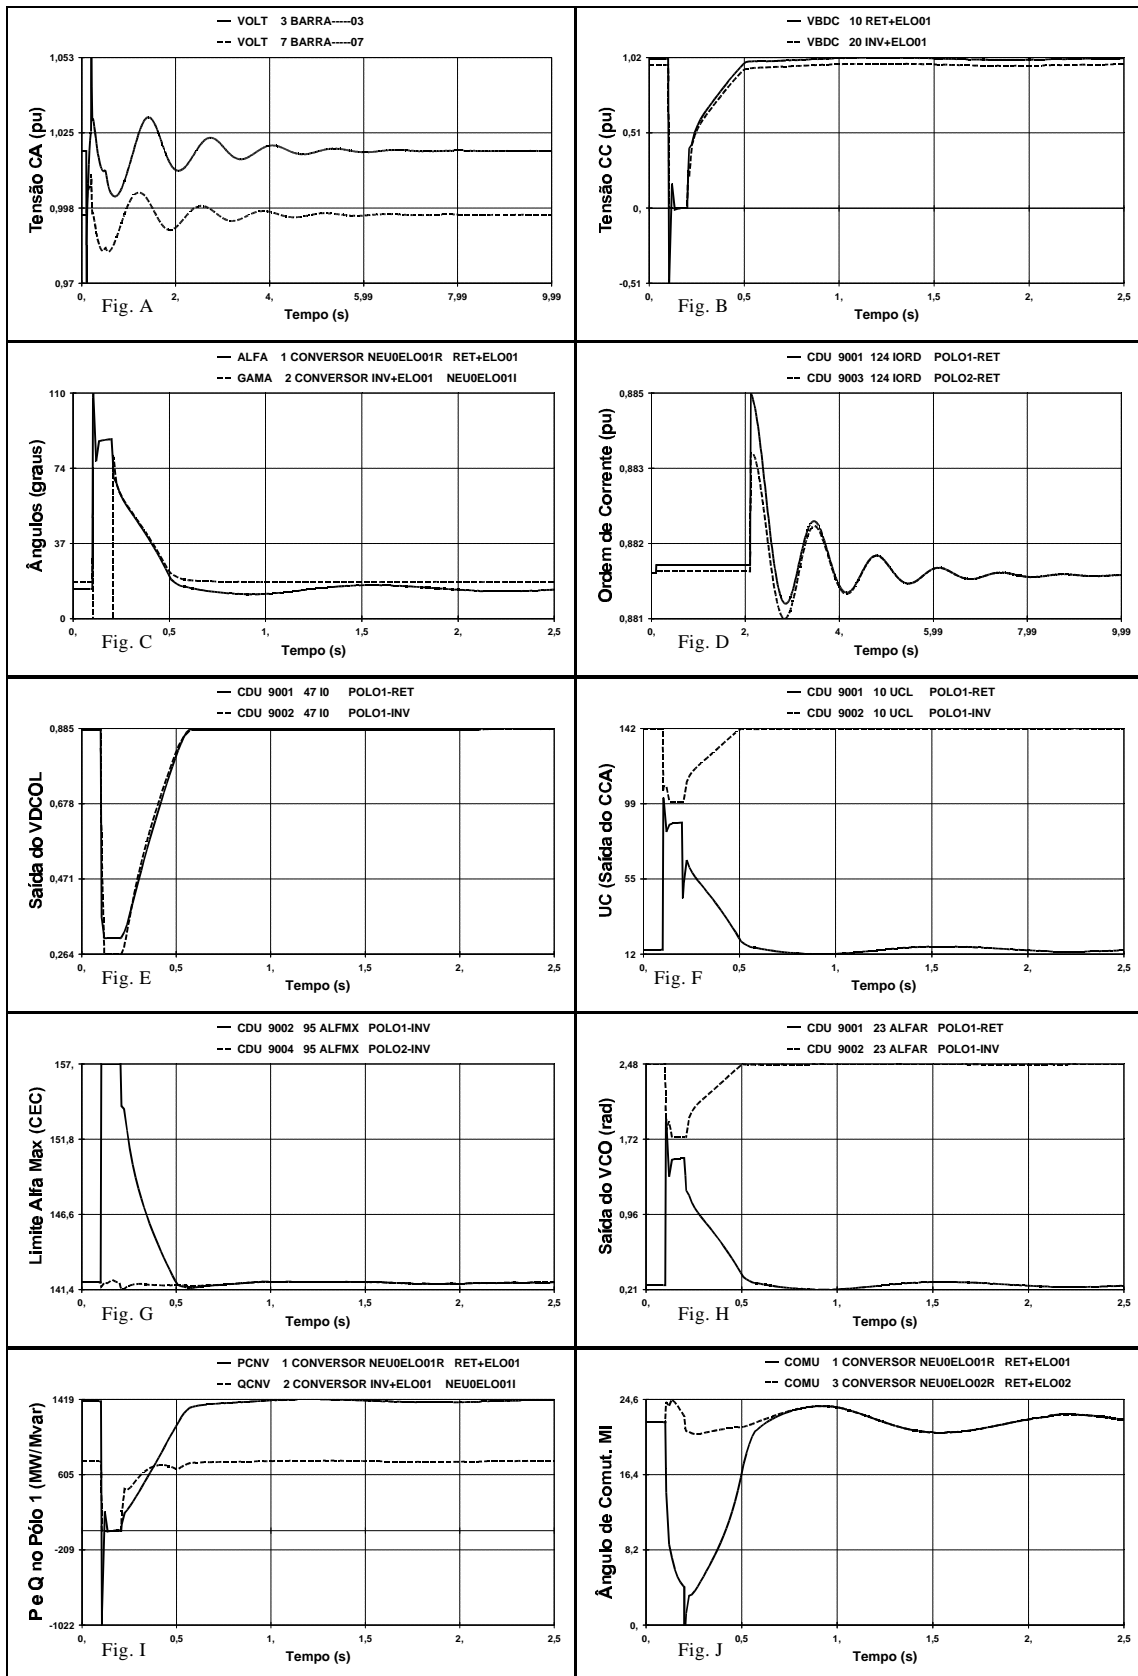 VOLT 3 BARRA-----03
VOLT 7 BARRA-----07
Tensão CA (pu)
1,053
1,025
0,998
0,97
0, 2, 4, 5,99 7,99 9,99
Fig. A
Tempo (s)
VBDC 10 RET+ELO01
VBDC 20 INV+ELO01
Tensão CC (pu)
1,02
0,51
0,
-0,51
0, 0,5 1, 1,5 2, 2,5
Fig. B
Tempo (s)
ALFA 1 CONVERSOR NEU0ELO01R RET+ELO01
GAMA 2 CONVERSOR INV+ELO01 NEU0ELO01I
Ângulos (graus)
110
74
37
0
0, 0,5 1, 1,5 2, 2,5
Fig. C
Tempo (s)
CDU 9001 124 IORD POLO1-RET
CDU 9003 124 IORD POLO2-RET
Ordem de Corrente (pu)
0,885
0,883
0,882
0,881
0, 2, 4, 5,99 7,99 9,99
Fig. D
Tempo (s)
CDU 9001 47 I0 POLO1-RET
CDU 9002 47 I0 POLO1-INV
Saída do VDCOL
0,885
0,678
0,471
0,264
0, 0,5 1, 1,5 2, 2,5
Fig. E
Tempo (s)
CDU 9001 10 UCL POLO1-RET
CDU 9002 10 UCL POLO1-INV
UC (Saída do CCA)
142
99
55
12
0, 0,5 1, 1,5 2, 2,5
Fig. F
Tempo (s)
CDU 9002 95 ALFMX POLO1-INV
CDU 9004 95 ALFMX POLO2-INV
Limite Alfa Max (CEC)
157,
151,8
146,6
141,4
0, 0,5 1, 1,5 2, 2,5
Fig. G
Tempo (s)
CDU 9001 23 ALFAR POLO1-RET
CDU 9002 23 ALFAR POLO1-INV
Saída do VCO (rad)
2,48
1,72
0,96
0,21
0, 0,5 1, 1,5 2, 2,5
Fig. H
Tempo (s)
PCNV 1 CONVERSOR NEU0ELO01R RET+ELO01
QCNV 2 CONVERSOR INV+ELO01 NEU0ELO01I
P e Q no Pólo 1 (MW/Mvar)
1419
605
-209
-1022
0, 0,5 1, 1,5 2, 2,5
Fig. I
Tempo (s)
COMU 1 CONVERSOR NEU0ELO01R RET+ELO01
COMU 3 CONVERSOR NEU0ELO02R RET+ELO02
Ângulo de Comut. MI
24,6
16,4
8,2
0,
0, 0,5 1, 1,5 2, 2,5
Fig. J
Tempo (s)